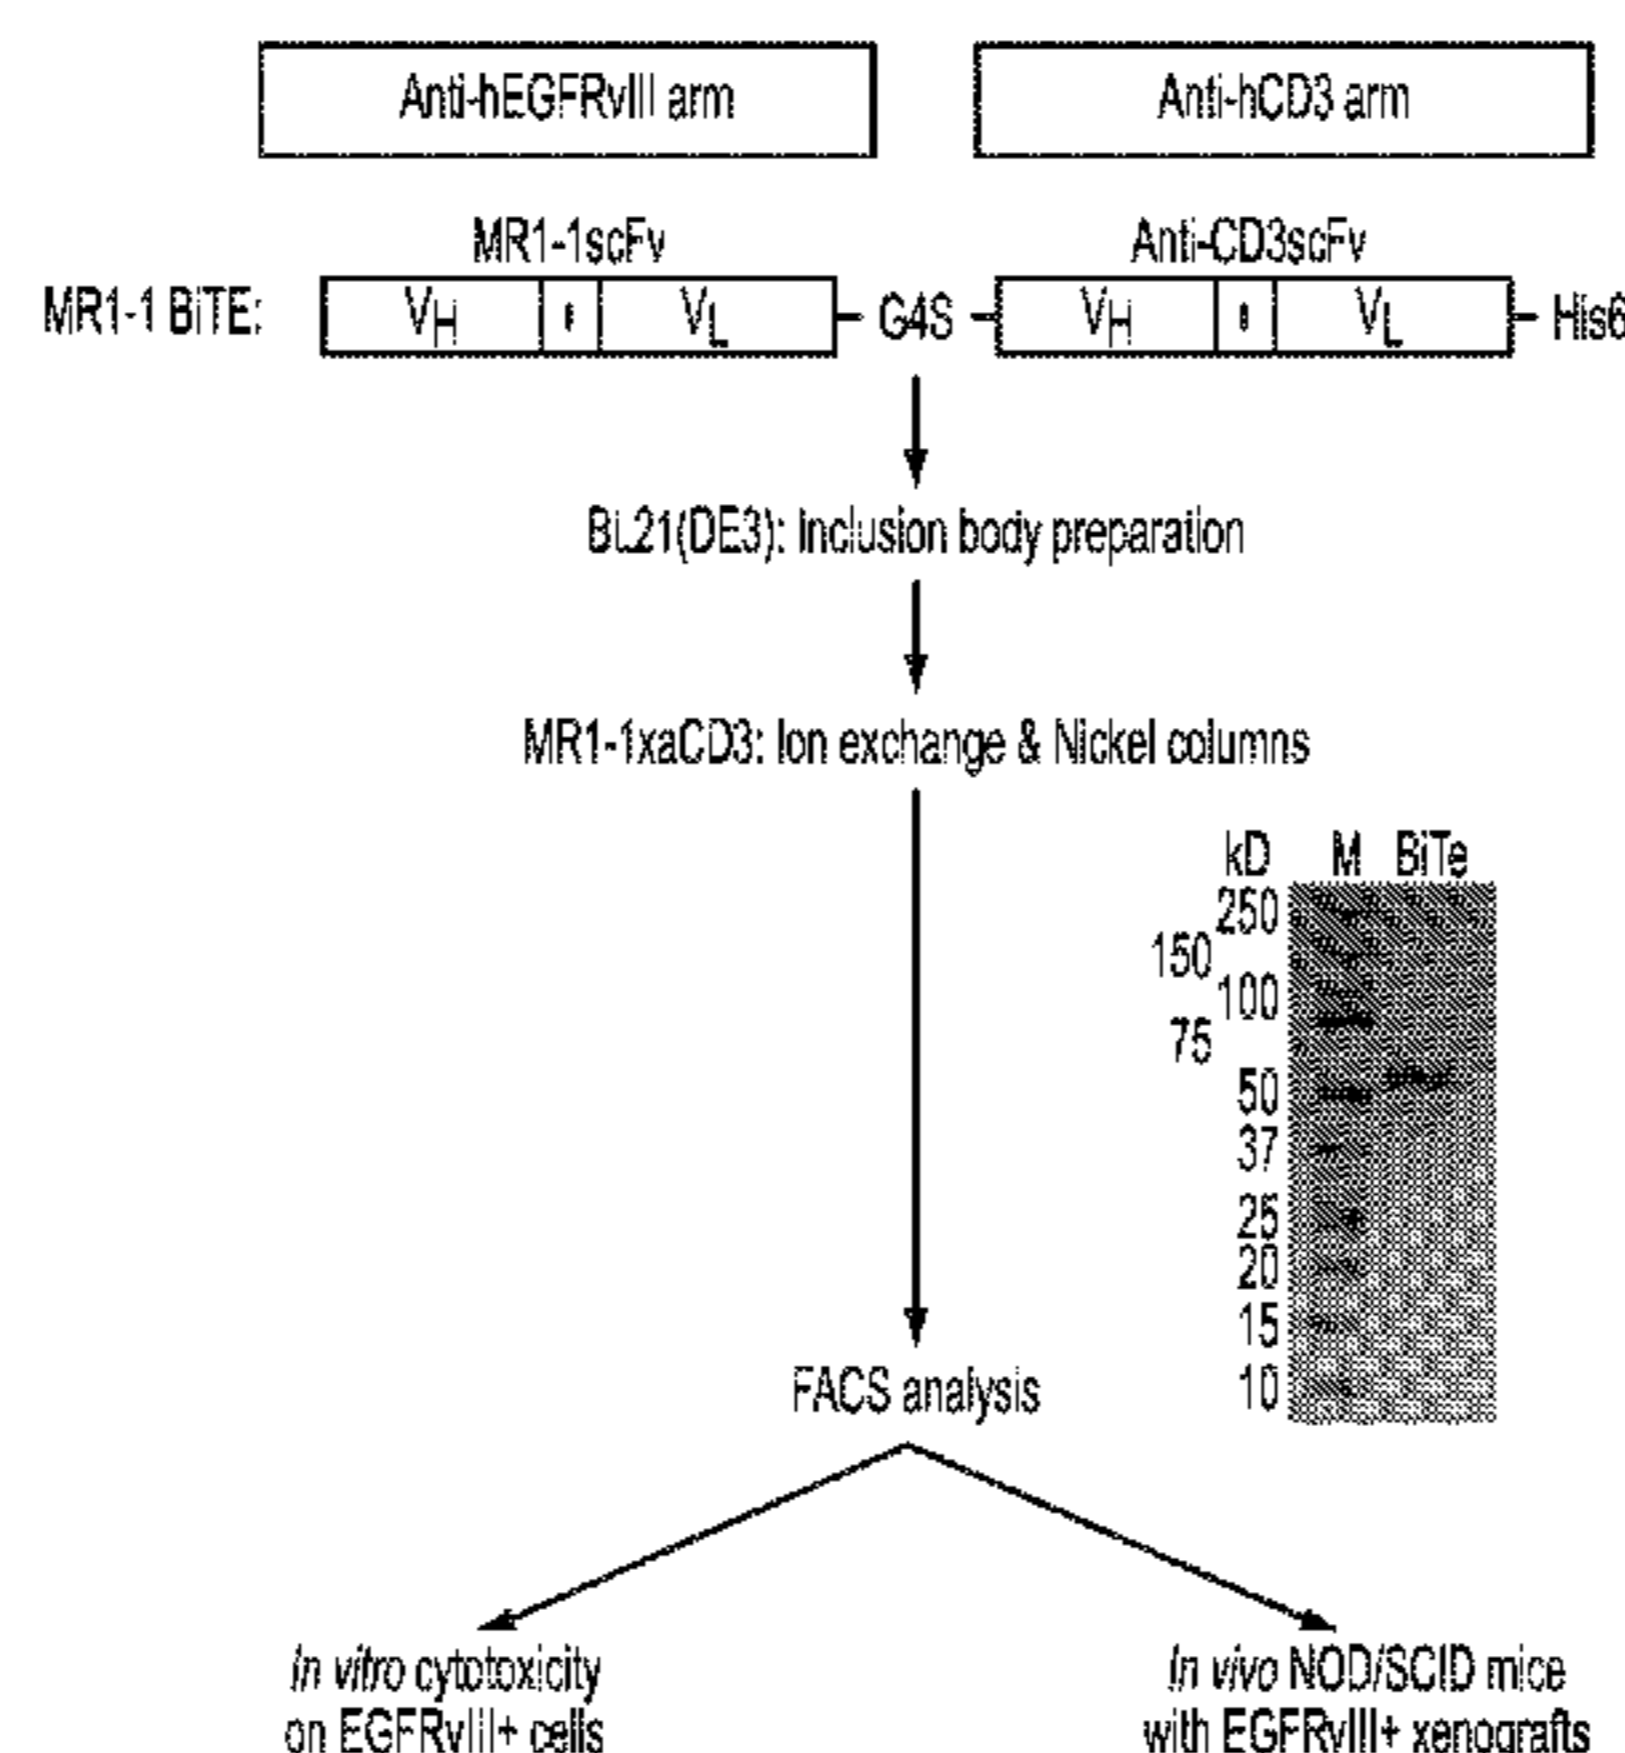 Anti-hEGFRvIII arm
Anti-hCD3 arm
MR1-1scFv
Anti-CD3scFv
MR1-1 BiTE:
VH
VL
G4S
VH
VL
His6
BL21(DE3): Inclusion body preparation
MR1-1xaCD3: Ion exchange & Nickel columns
kD M BiTe
250
150
100
75
50
37
25
20
15
10
FACS analysis
In vitro cytotoxicity
on EGFRvIII+ cells
In vivo NOD/SCID mice
with EGFRvIII+ xenografts